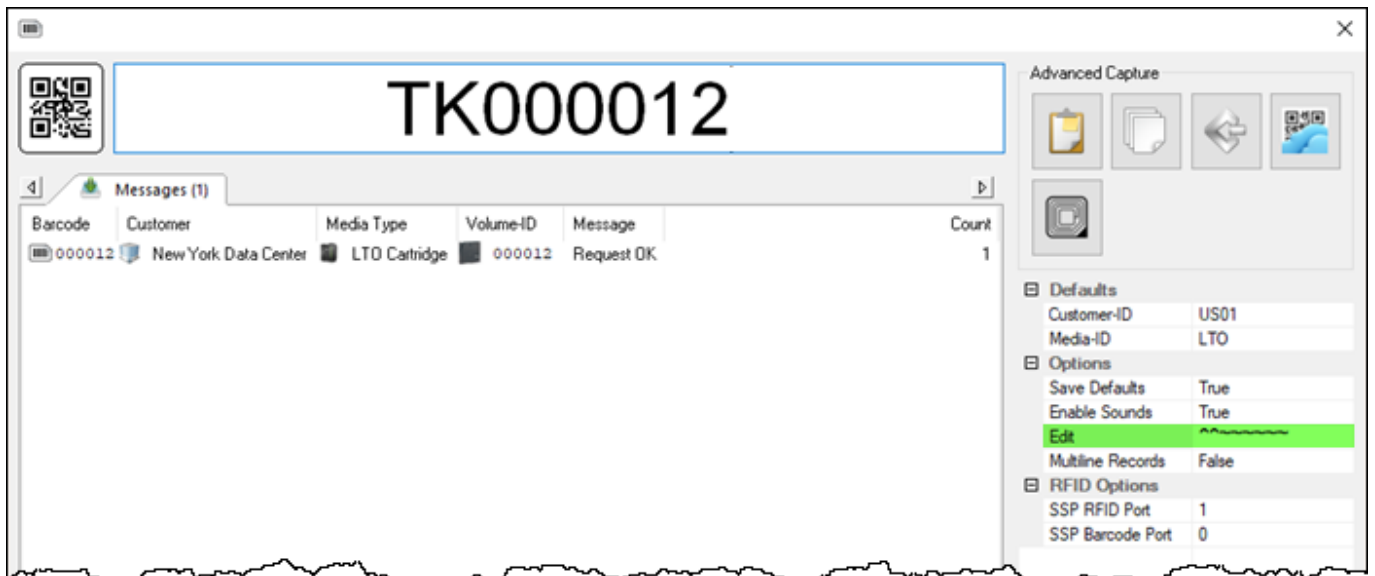 TK000012
Advanced Capture
Messages (1)
Barcode Customer Media Type Volume-ID Message Count
000012 New York Data Center LTO Cartridge 000012 Request OK 1
Defaults
Customer-ID US01
Media-ID LTO
Options
Save Defaults True
Enable Sounds True
Edit ^^~~~~~~
Multiline Records False
RFID Options
SSP RFID Port 1
SSP Barcode Port 0